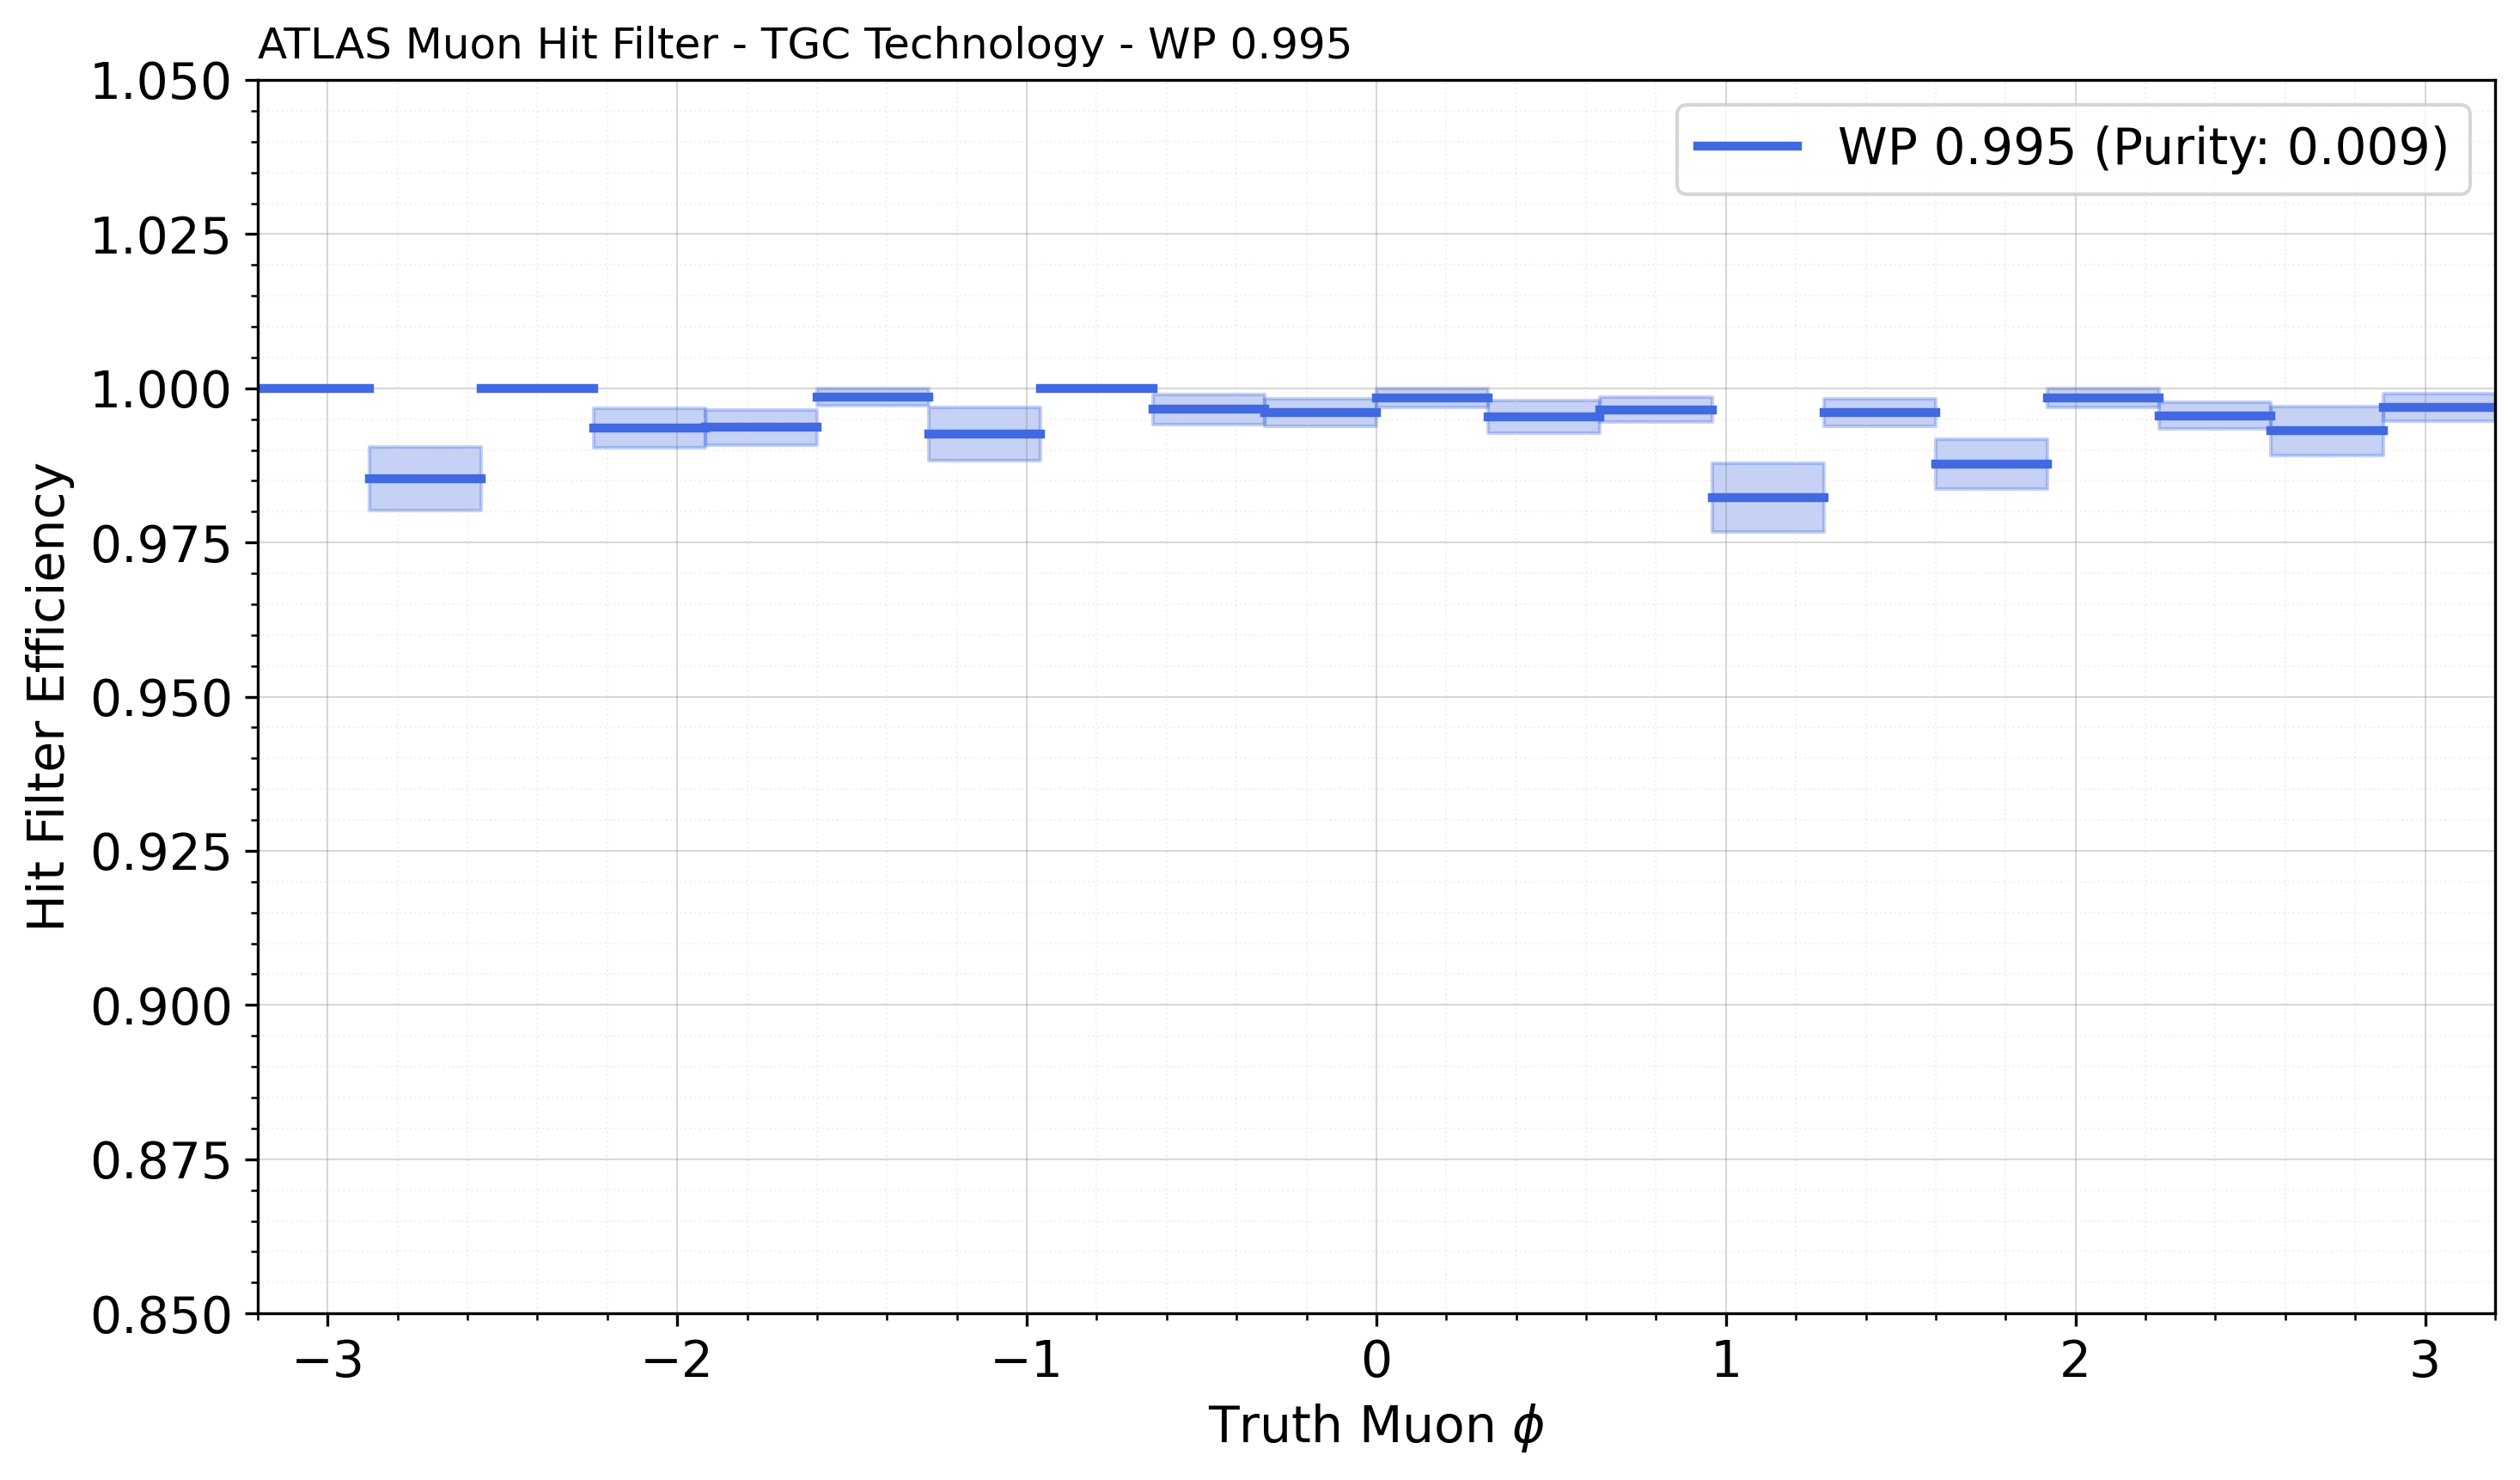 ATLAS Muon Hit Filter - TGC Technology - WP 0.995
WP 0.995 (Purity: 0.009)
Hit Filter Efficiency
1.050
1.025
1.000
0.975
0.950
0.925
0.900
0.875
0.850
−3 −2 −1 0 1 2 3
Truth Muon ϕ